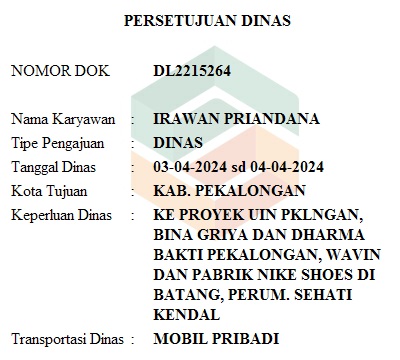 PERSETUJUAN DINAS
NOMOR DOK DL2215264
Nama Karyawan : IRAWAN PRIANDANA
Tipe Pengajuan : DINAS
Tanggal Dinas : 03-04-2024 sd 04-04-2024
Kota Tujuan : KAB. PEKALONGAN
Keperluan Dinas : KE PROYEK UIN PKLNGAN,
BINA GRIYA DAN DHARMA
BAKTI PEKALONGAN, WAVIN
DAN PABRIK NIKE SHOES DI
BATANG, PERUM. SEHATI
KENDAL
Transportasi Dinas : MOBIL PRIBADI